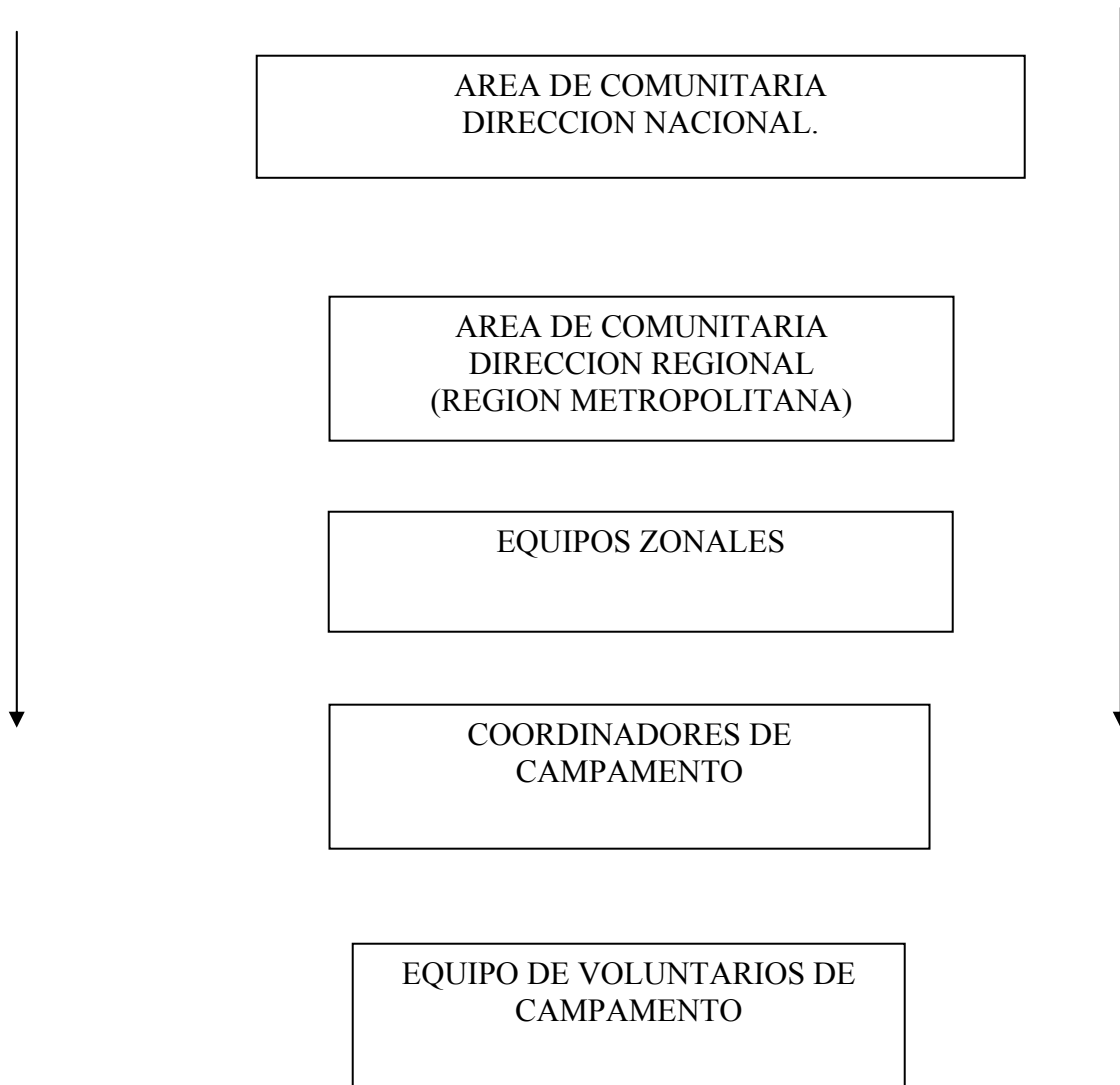 AREA DE COMUNITARIA
DIRECCION NACIONAL.
AREA DE COMUNITARIA
DIRECCION REGIONAL
(REGION METROPOLITANA)
EQUIPOS ZONALES
COORDINADORES DE
CAMPAMENTO
EQUIPO DE VOLUNTARIOS DE
CAMPAMENTO